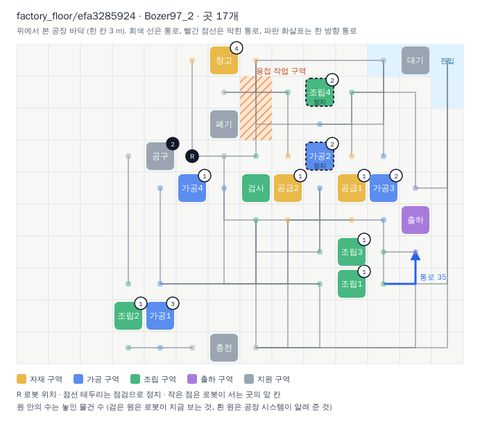 factory_floor/efa3285924 · Bozer97_2 · 곳 17개
위에서 본 공장 바닥 (한 칸 3 m). 회색 선은 통로, 빨간 점선은 막힌 통로, 파란 화살표는 한 방향 통로
창고 4
대기
진입
용접 작업 구역
조립4 2
정지
폐기
공구 2
R
가공2 2
정지
가공4 1
검사
공급2 1
공급1 1
가공3 2
출하
조립3 1
조립1 1
통로 35
조립2 1
가공1 3
충전
자재 구역
가공 구역
조립 구역
출하 구역
지원 구역
R 로봇 위치 · 점선 테두리는 점검으로 정지 · 작은 점은 로봇이 서는 곳의 앞 칸
원 안의 수는 놓인 물건 수 (검은 원은 로봇이 지금 보는 것, 흰 원은 공장 시스템이 알려 준 것)